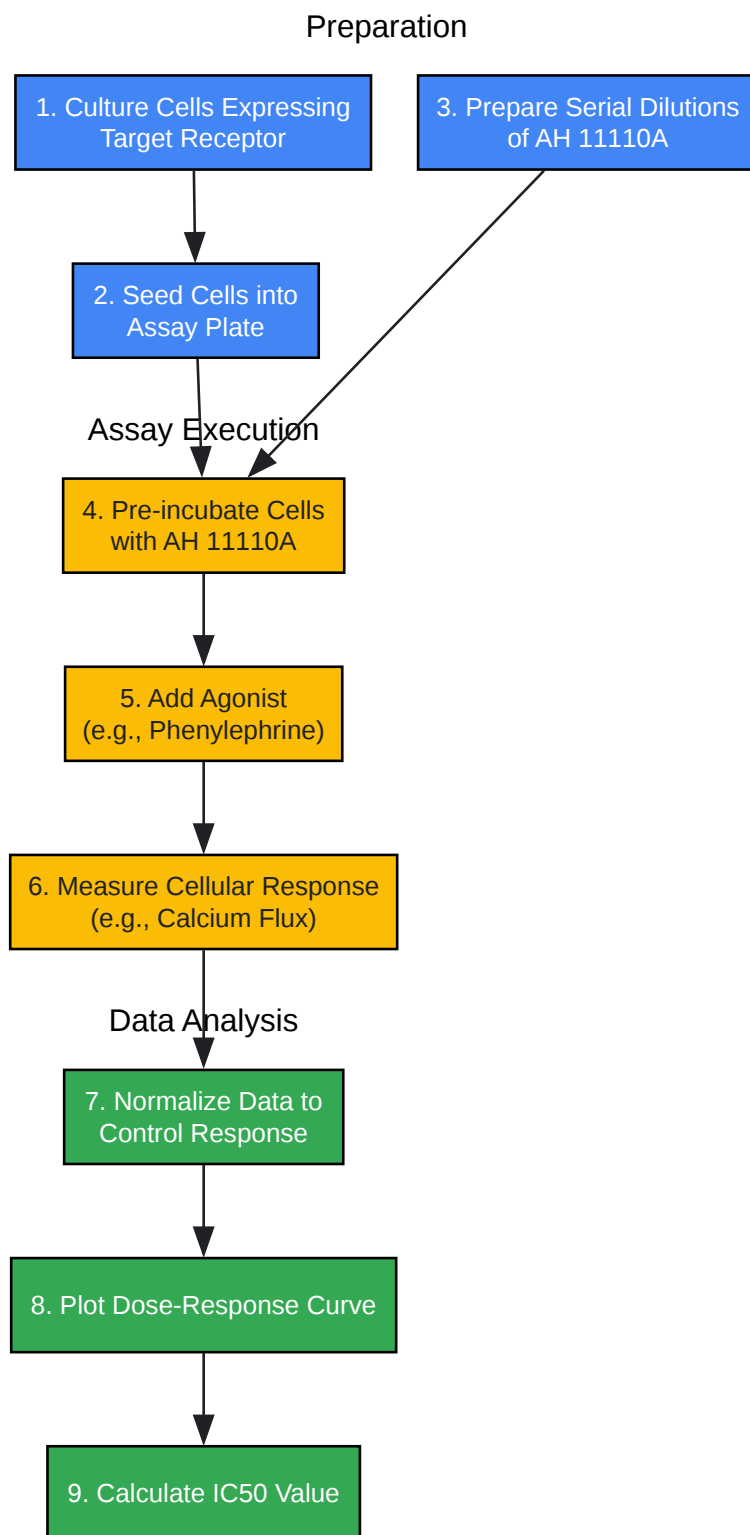 Preparation
1. Culture Cells Expressing
Target Receptor
3. Prepare Serial Dilutions
of AH 11110A
2. Seed Cells into
Assay Plate
Assay Execution
4. Pre-incubate Cells
with AH 11110A
5. Add Agonist
(e.g., Phenylephrine)
6. Measure Cellular Response
(e.g., Calcium Flux)
Data Analysis
7. Normalize Data to
Control Response
8. Plot Dose-Response Curve
9. Calculate IC50 Value